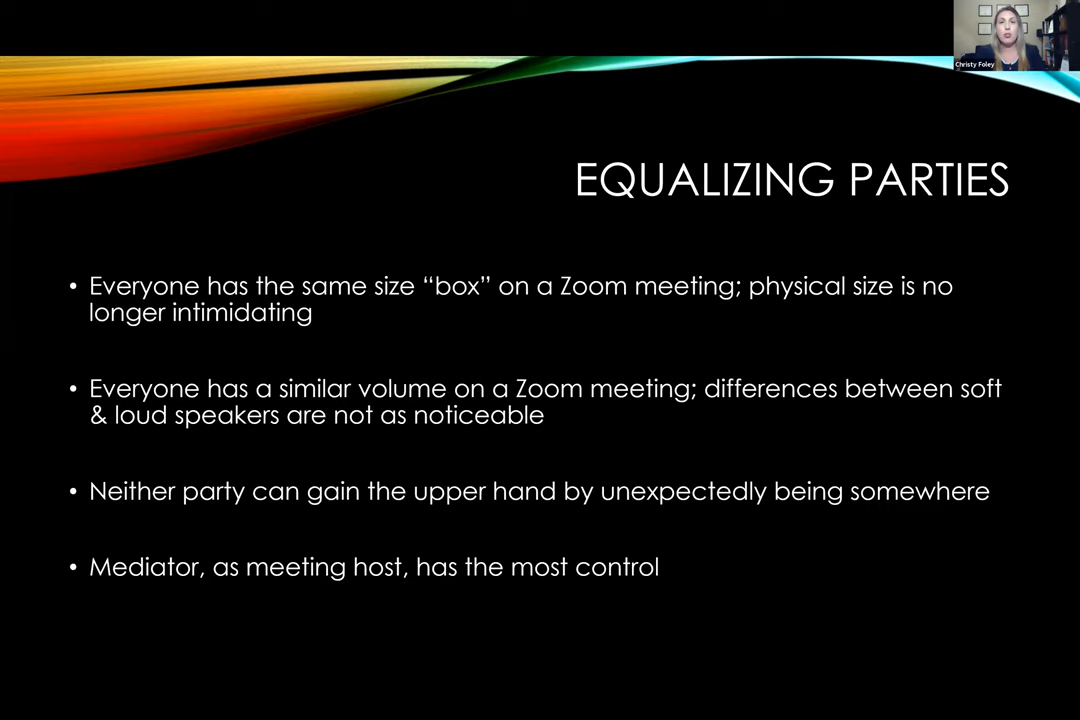 Christy Foley
EQUALIZING PARTIES
• Everyone has the same size “box” on a Zoom meeting; physical size is no
longer intimidating
• Everyone has a similar volume on a Zoom meeting; differences between soft
& loud speakers are not as noticeable
• Neither party can gain the upper hand by unexpectedly being somewhere
• Mediator, as meeting host, has the most control